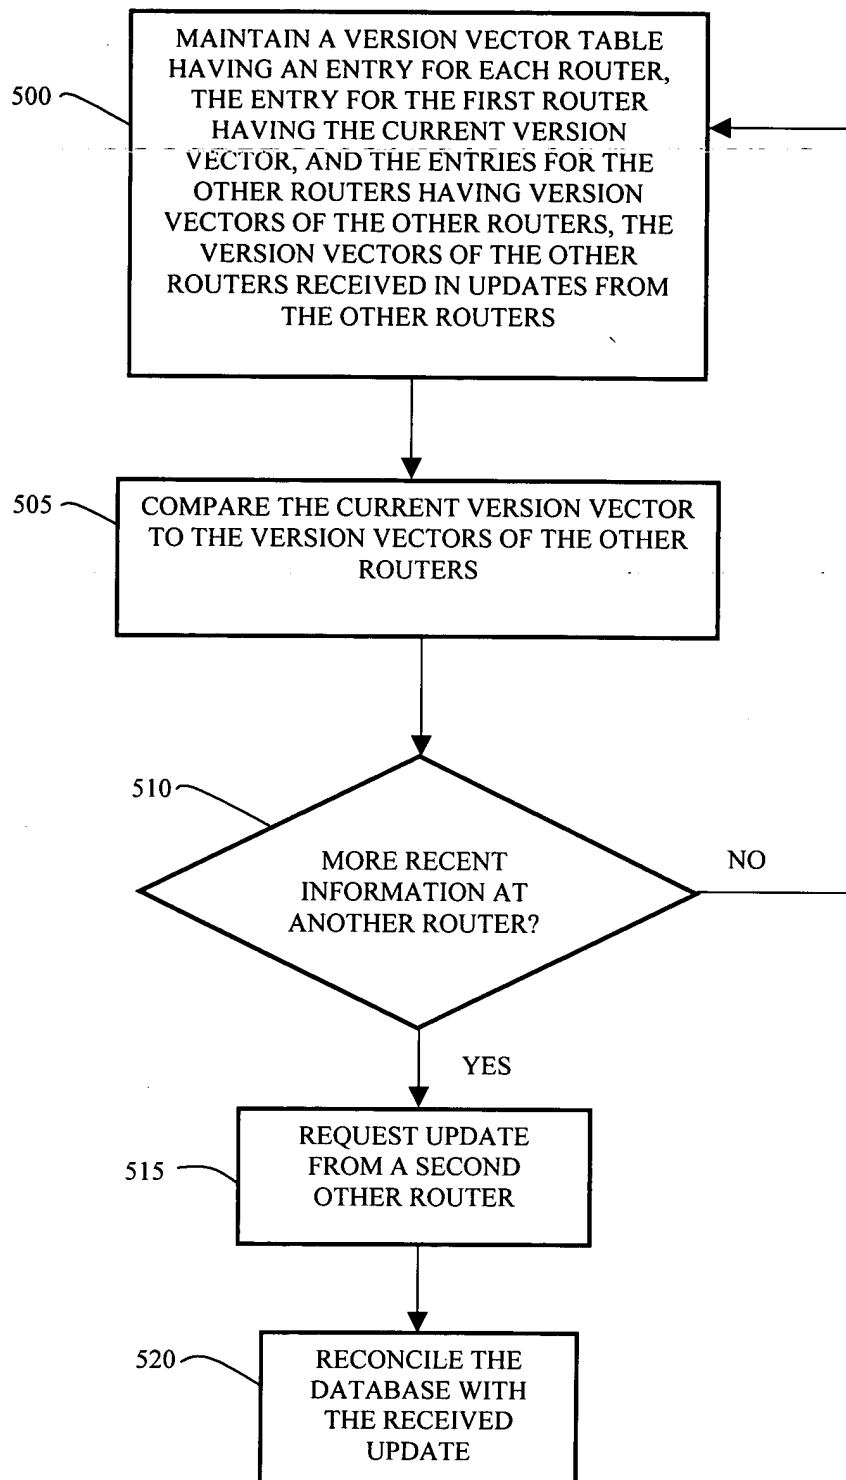 500
MAINTAIN A VERSION VECTOR TABLE
HAVING AN ENTRY FOR EACH ROUTER,
THE ENTRY FOR THE FIRST ROUTER
HAVING THE CURRENT VERSION
VECTOR, AND THE ENTRIES FOR THE
OTHER ROUTERS HAVING VERSION
VECTORS OF THE OTHER ROUTERS, THE
VERSION VECTORS OF THE OTHER
ROUTERS RECEIVED IN UPDATES FROM
THE OTHER ROUTERS
505
COMPARE THE CURRENT VERSION VECTOR
TO THE VERSION VECTORS OF THE OTHER
ROUTERS
510
MORE RECENT
INFORMATION AT
ANOTHER ROUTER?
NO
YES
515
REQUEST UPDATE
FROM A SECOND
OTHER ROUTER
520
RECONCILE THE
DATABASE WITH
THE RECEIVED
UPDATE